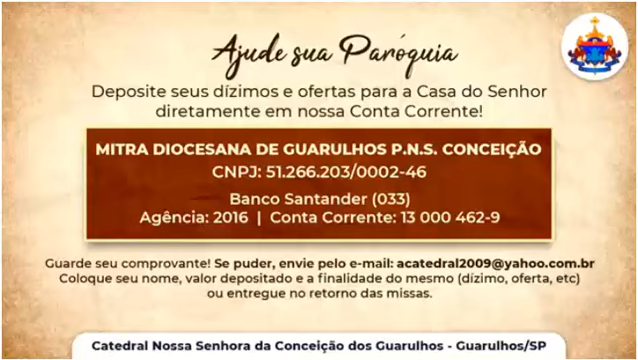 Ajude sua Paróquia
Deposite seus dízimos e ofertas para a Casa do Senhor
diretamente em nossa Conta Corrente!
MITRA DIOCESANA DE GUARULHOS P.N.S. CONCEIÇÃO
CNPJ: 51.266.203/0002-46
Banco Santander (033)
Agência: 2016 | Conta Corrente: 13 000 462-9
Guarde seu comprovante! Se puder, envie pelo e-mail: acatedral2009@yahoo.com.br
Coloque seu nome, valor depositado e a finalidade do mesmo (dízimo, oferta, etc)
ou entregue no retorno das missas.
Catedral Nossa Senhora da Conceição dos Guarulhos - Guarulhos/SP